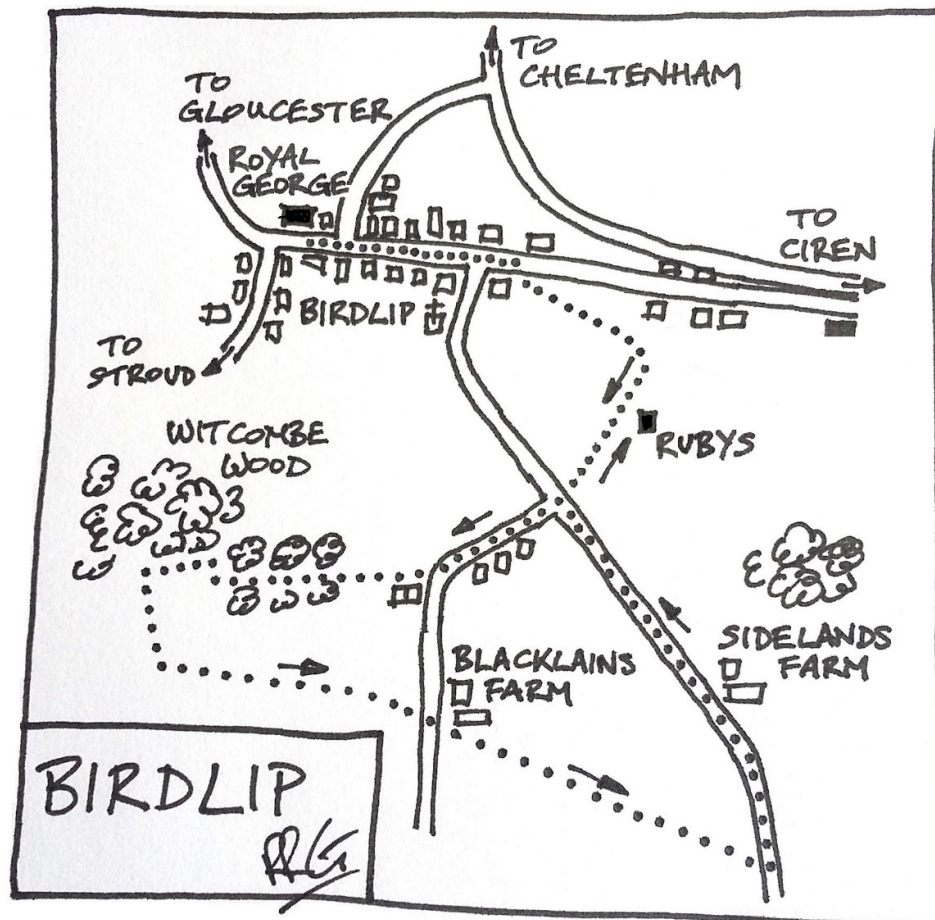 TO
CHELTENHAM
TO
GLOUCESTER
ROYAL
GEORGE
TO
CIREN
BIRDLIP
TO
STROUD
WITCOMBE
WOOD
RUBYS
BLACKLAINS
FARM
SIDELANDS
FARM
BIRDLIP
RRG